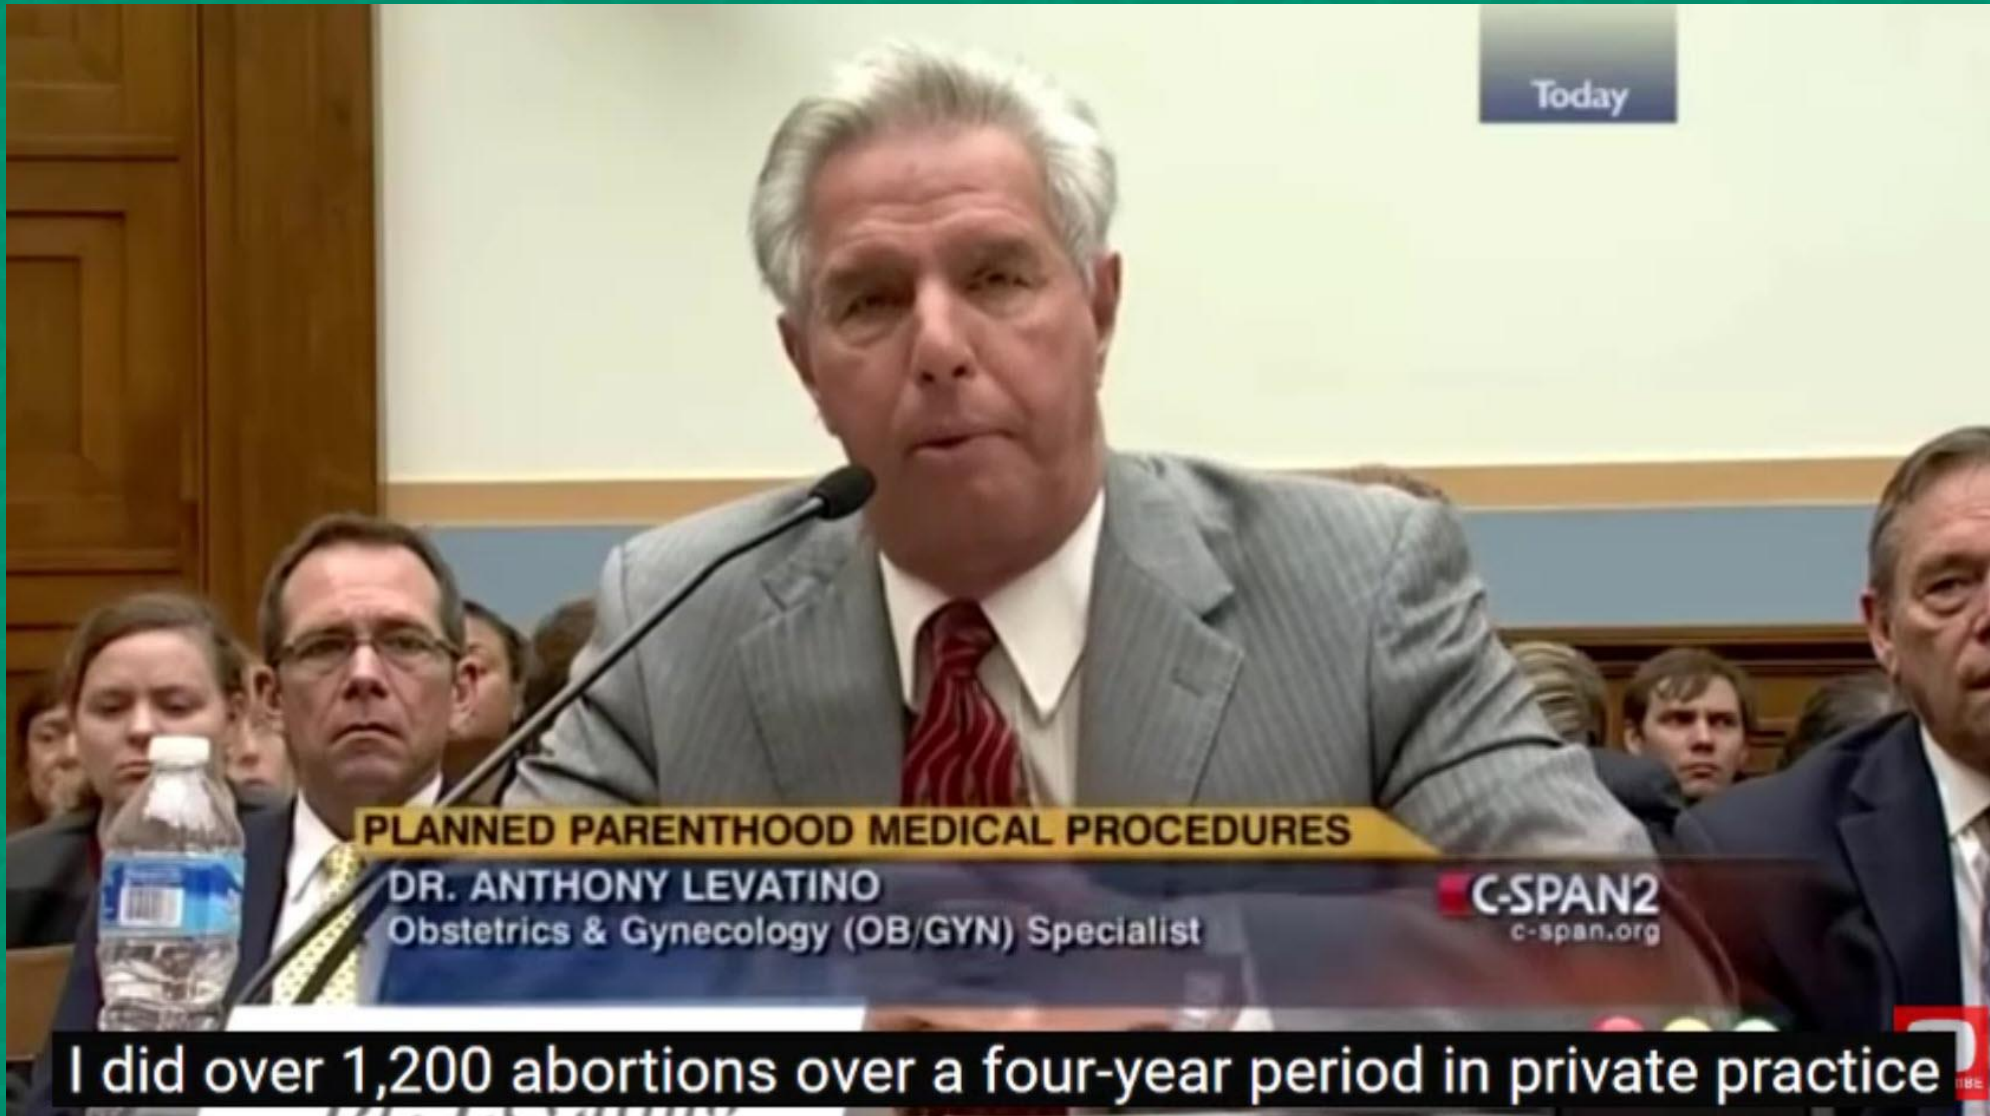 Today
PLANNED PARENTHOOD MEDICAL PROCEDURES
DR. ANTHONY LEVATINO
Obstetrics & Gynecology (OB/GYN) Specialist
C-SPAN2
c-span.org
I did over 1,200 abortions over a four-year period in private practice